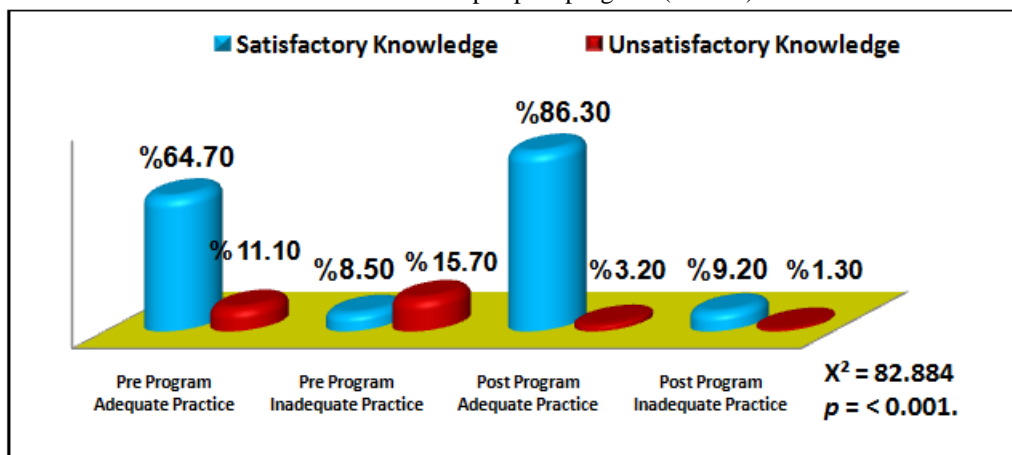 Satisfactory Knowledge Unsatisfactory Knowledge
%86.30
%64.70
% 11.10
%8.50
% 15.70
%3.20
%9.20
%1.30
Pre Program
Adequate Practice
Pre Program
Inadequate Practice
Post Program
Adequate Practice
Post Program
Inadequate Practice
X² = 82.884
p = < 0.001.